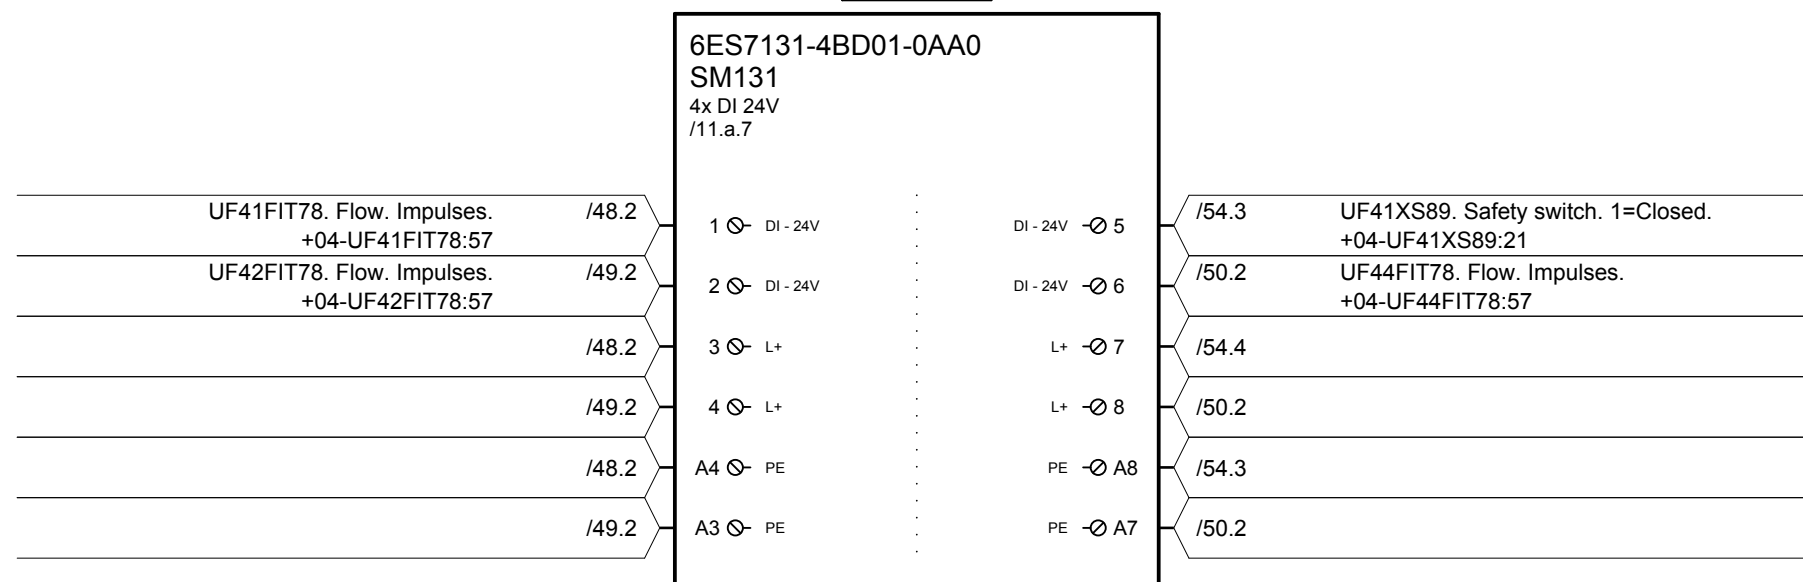 6ES7131-4BD01-0AA0
SM131
4x DI 24V
/11.a.7
UF41FIT78. Flow. Impulses. /48.2 1 DI - 24V DI - 24V 5 /54.3 UF41XS89. Safety switch. 1=Closed.
+04-UF41FIT78:57 +04-UF41XS89:21
UF42FIT78. Flow. Impulses. /49.2 2 DI - 24V DI - 24V 6 /50.2 UF44FIT78. Flow. Impulses.
+04-UF42FIT78:57 +04-UF44FIT78:57
/48.2 3 L+ L+ 7 /54.4
/49.2 4 L+ L+ 8 /50.2
/48.2 A4 PE PE A8 /54.3
/49.2 A3 PE PE A7 /50.2